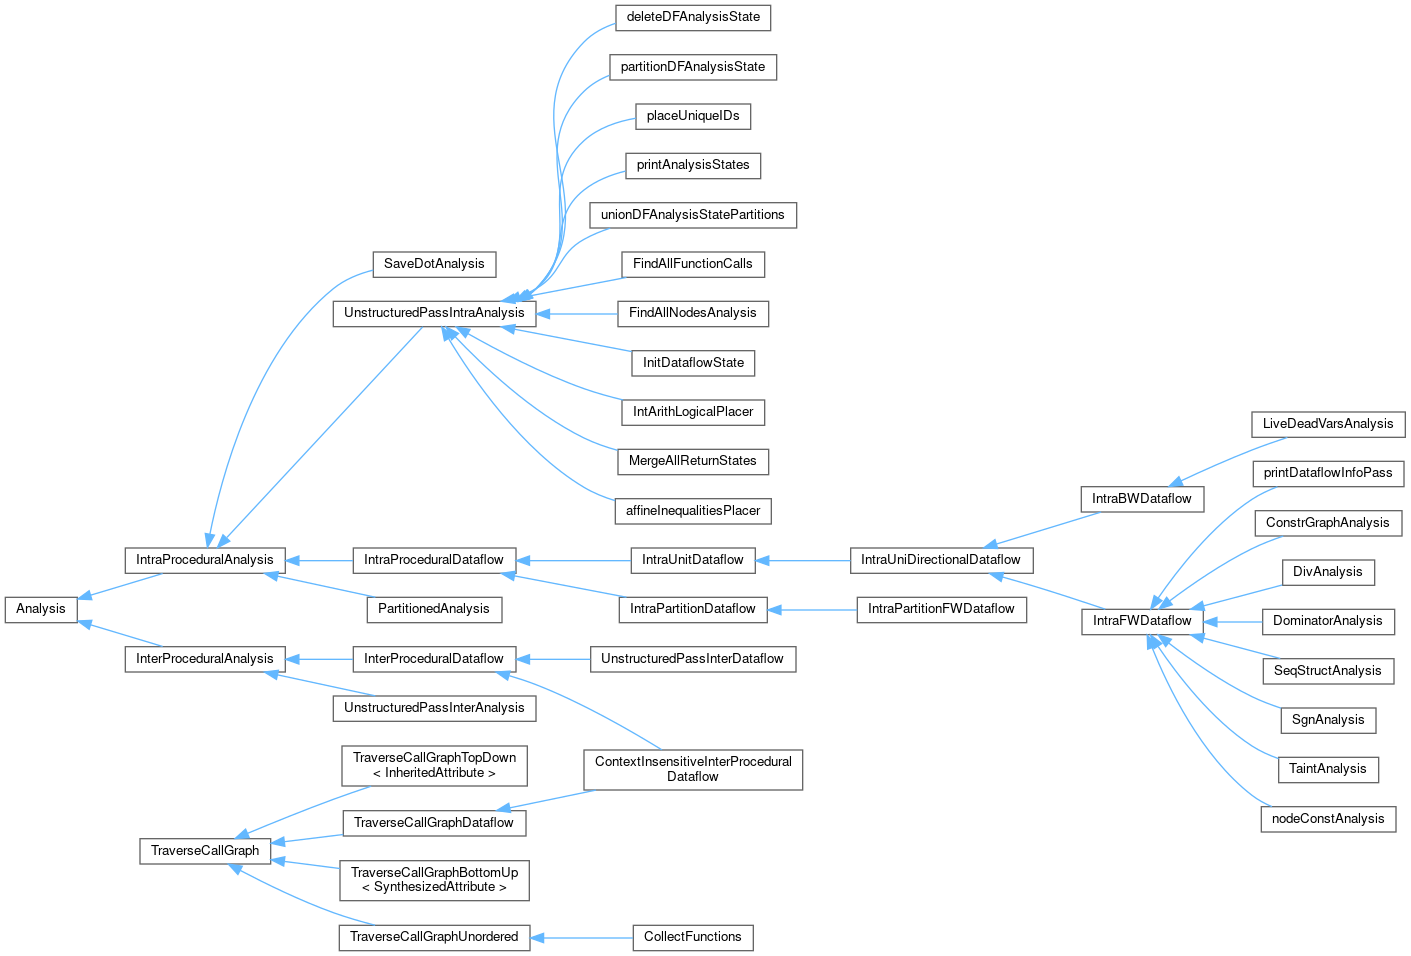 deleteDFAnalysisState
partitionDFAnalysisState
placeUniqueIDs
printAnalysisStates
unionDFAnalysisStatePartitions
SaveDotAnalysis
FindAllFunctionCalls
UnstructuredPassIntraAnalysis
FindAllNodesAnalysis
InitDataflowState
IntArithLogicalPlacer
LiveDeadVarsAnalysis
MergeAllReturnStates
printDataflowInfoPass
IntraBWDataflow
affineInequalitiesPlacer
ConstrGraphAnalysis
IntraProceduralAnalysis
IntraProceduralDataflow
IntraUnitDataflow
IntraUniDirectionalDataflow
DivAnalysis
Analysis
PartitionedAnalysis
IntraPartitionDataflow
IntraPartitionFWDataflow
IntraFWDataflow
DominatorAnalysis
InterProceduralAnalysis
InterProceduralDataflow
UnstructuredPassInterDataflow
SeqStructAnalysis
UnstructuredPassInterAnalysis
SgnAnalysis
TraverseCallGraphTopDown
< InheritedAttribute >
ContextInsensitiveInterProcedural
Dataflow
TaintAnalysis
TraverseCallGraphDataflow
nodeConstAnalysis
TraverseCallGraph
TraverseCallGraphBottomUp
< SynthesizedAttribute >
TraverseCallGraphUnordered
CollectFunctions